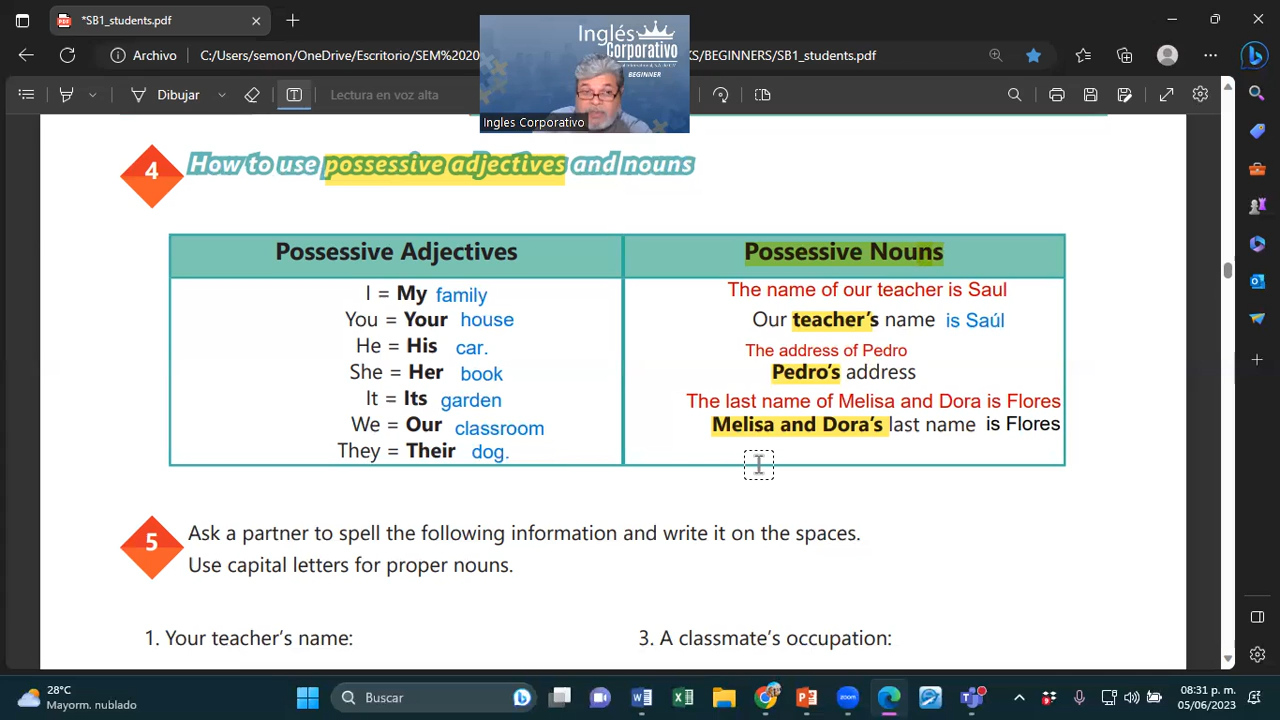 *SB1_students.pdf
Archivo
C:/Users/semon/OneDrive/Escritorio/SEM%20
KS/BEGINNERS/SB1_students.pdf
Inglés
Corporativo
BEGINNER
Ingles Corporativo
Dibujar
Lectura en voz alta
4
How to use possessive adjectives and nouns
Possessive Adjectives
I = My family
You = Your house
He = His car.
She = Her book
It = Its garden
We = Our classroom
They = Their dog.
Possessive Nouns
The name of our teacher is Saul
Our teacher's name is Saúl
The address of Pedro
Pedro's address
The last name of Melisa and Dora is Flores
Melisa and Dora's last name is Flores
5
Ask a partner to spell the following information and write it on the spaces.
Use capital letters for proper nouns.
1. Your teacher's name:
3. A classmate's occupation:
28°C
Mayorm. nublado
Buscar
08:31 p. m.
05/06/2023